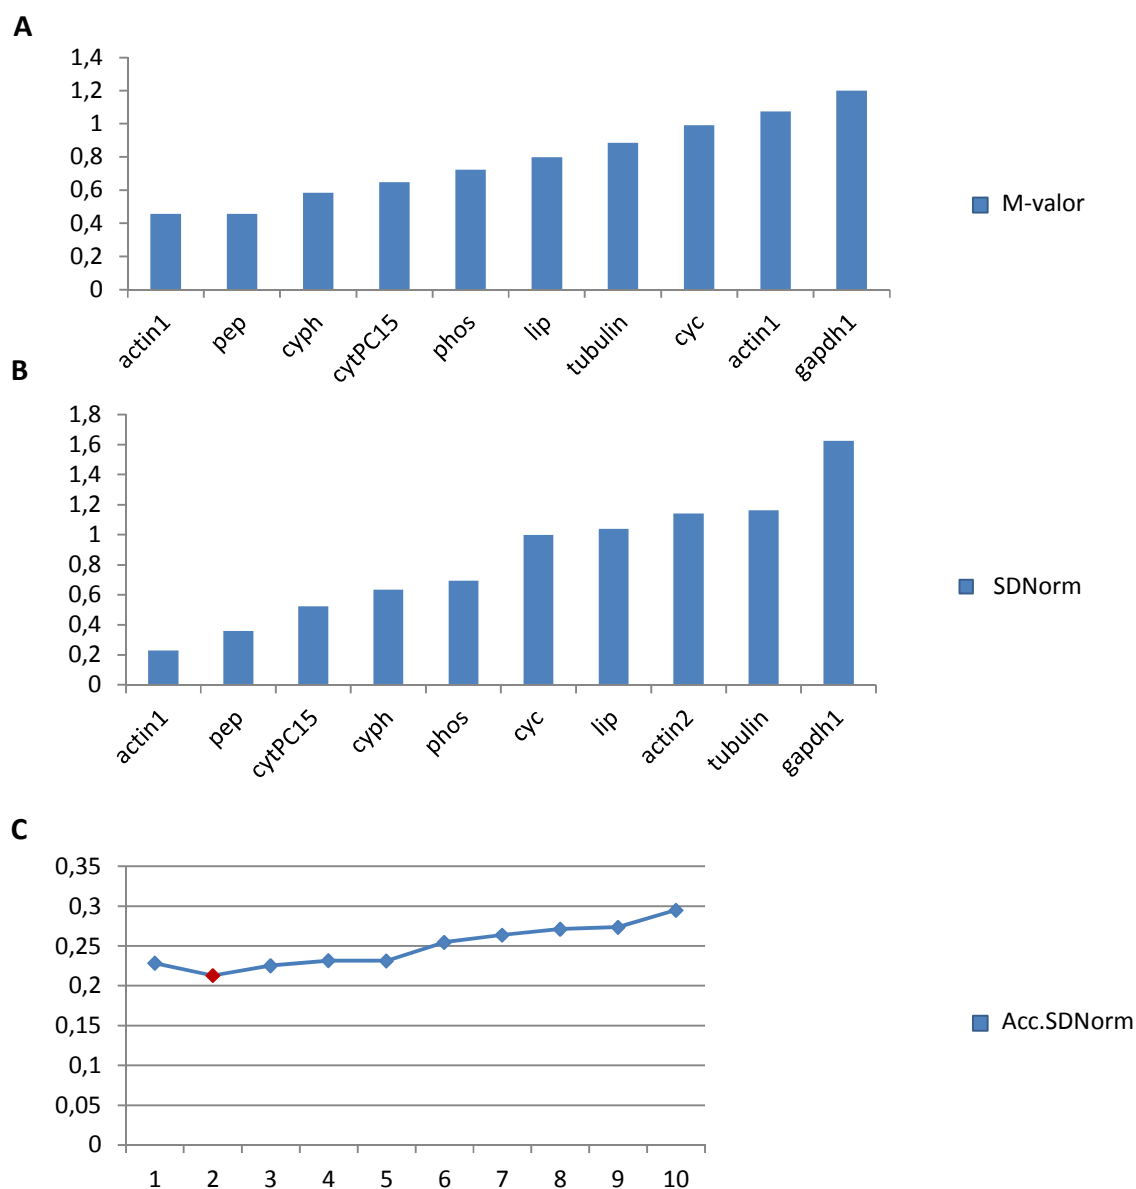 A
1,4
1,2
1
0,8
0,6
0,4
0,2
0
actin1 pep cyph cytPC15 phos lip tubulin cyc actin1 gapdh1
M-valor
B
1,8
1,6
1,4
1,2
1
0,8
0,6
0,4
0,2
0
actin1 pep cytPC15 cyph phos cyc lip actin2 tubulin gapdh1
SDNorm
C
0,35
0,3
0,25
0,2
0,15
0,1
0,05
0
1 2 3 4 5 6 7 8 9 10
Acc.SDNorm